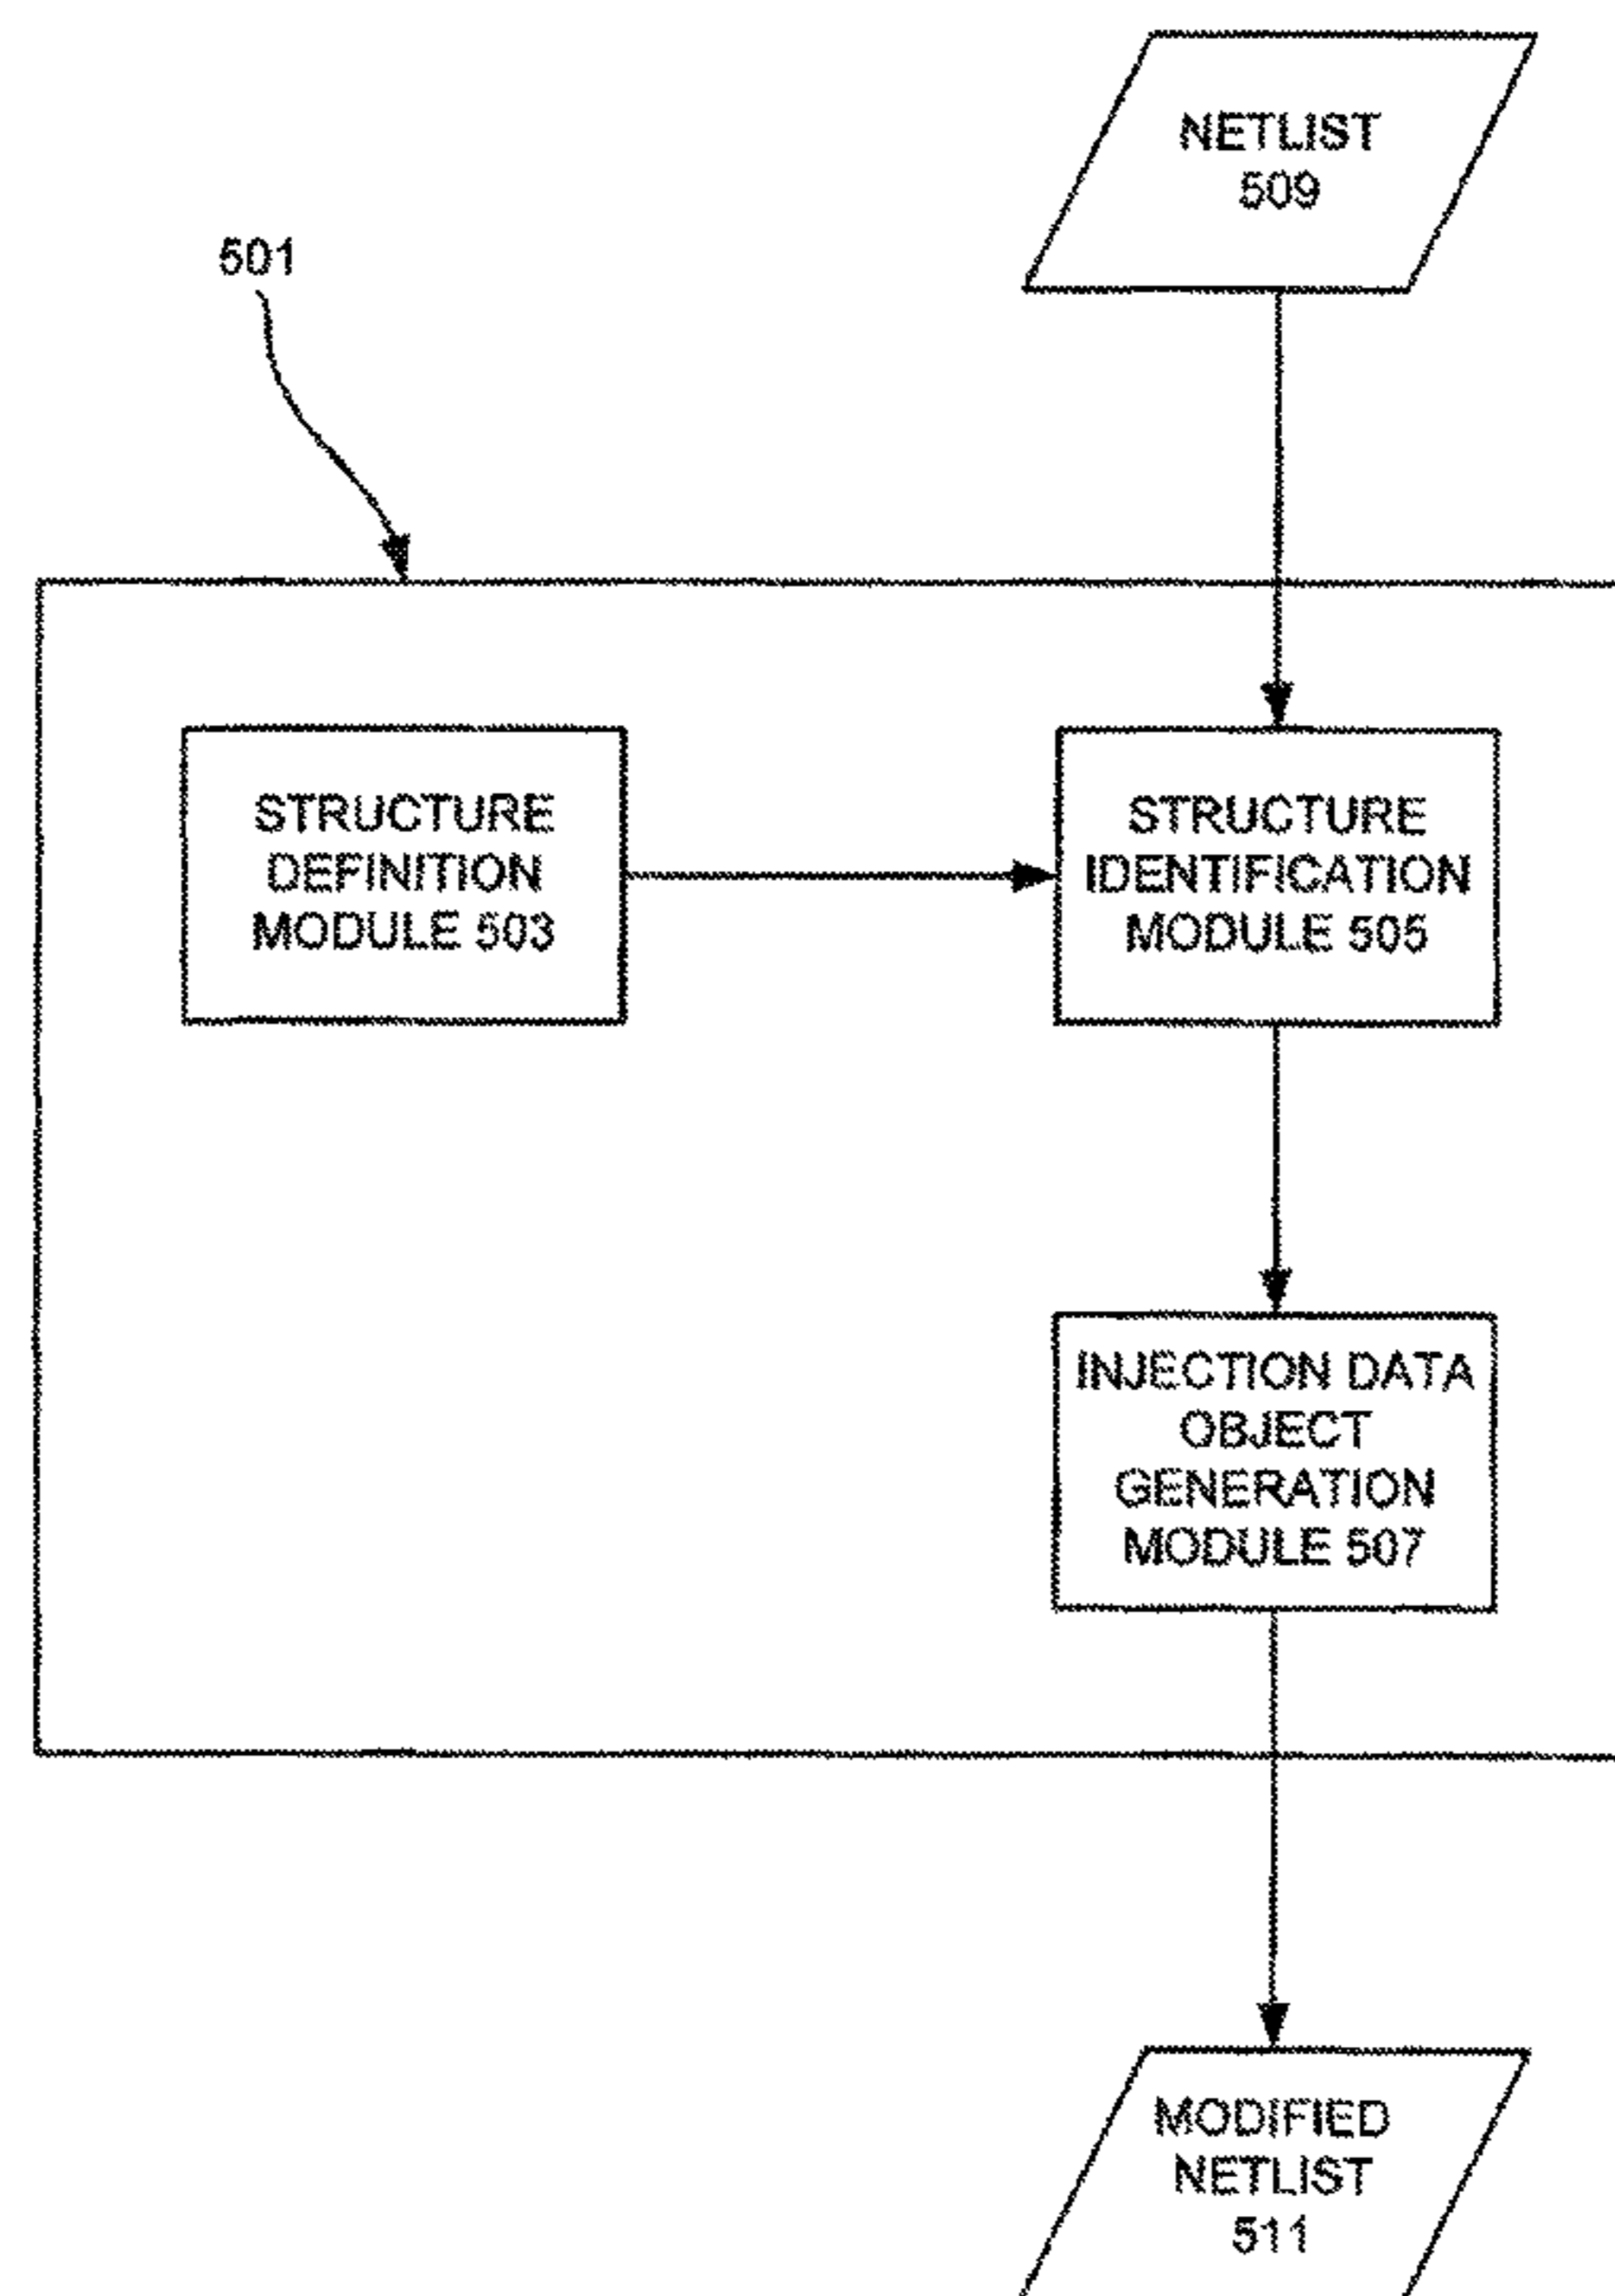 NETLIST
509
501
STRUCTURE
DEFINITION
MODULE 503
STRUCTURE
IDENTIFICATION
MODULE 505
INJECTION DATA
OBJECT
GENERATION
MODULE 507
MODIFIED
NETLIST
511